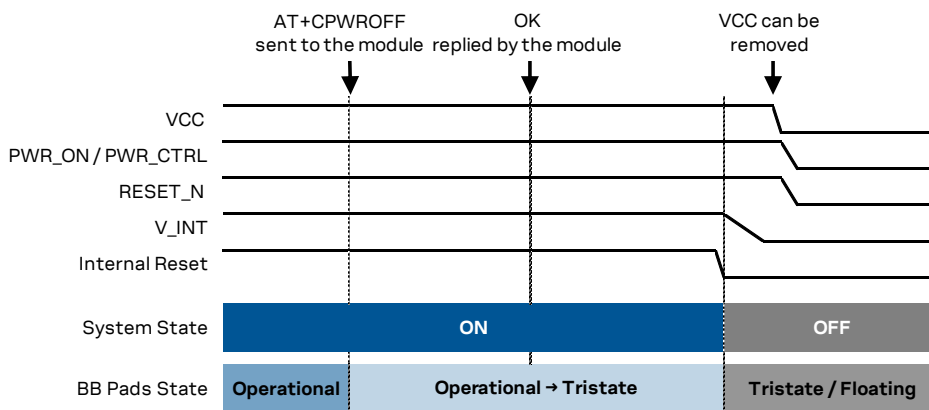 AT+CPWROFF
sent to the module
OK
replied by the module
VCC can be
removed
VCC
PWR_ON / PWR_CTRL
RESET_N
V_INT
Internal Reset
System State
ON
OFF
BB Pads State
Operational
Operational → Tristate
Tristate / Floating